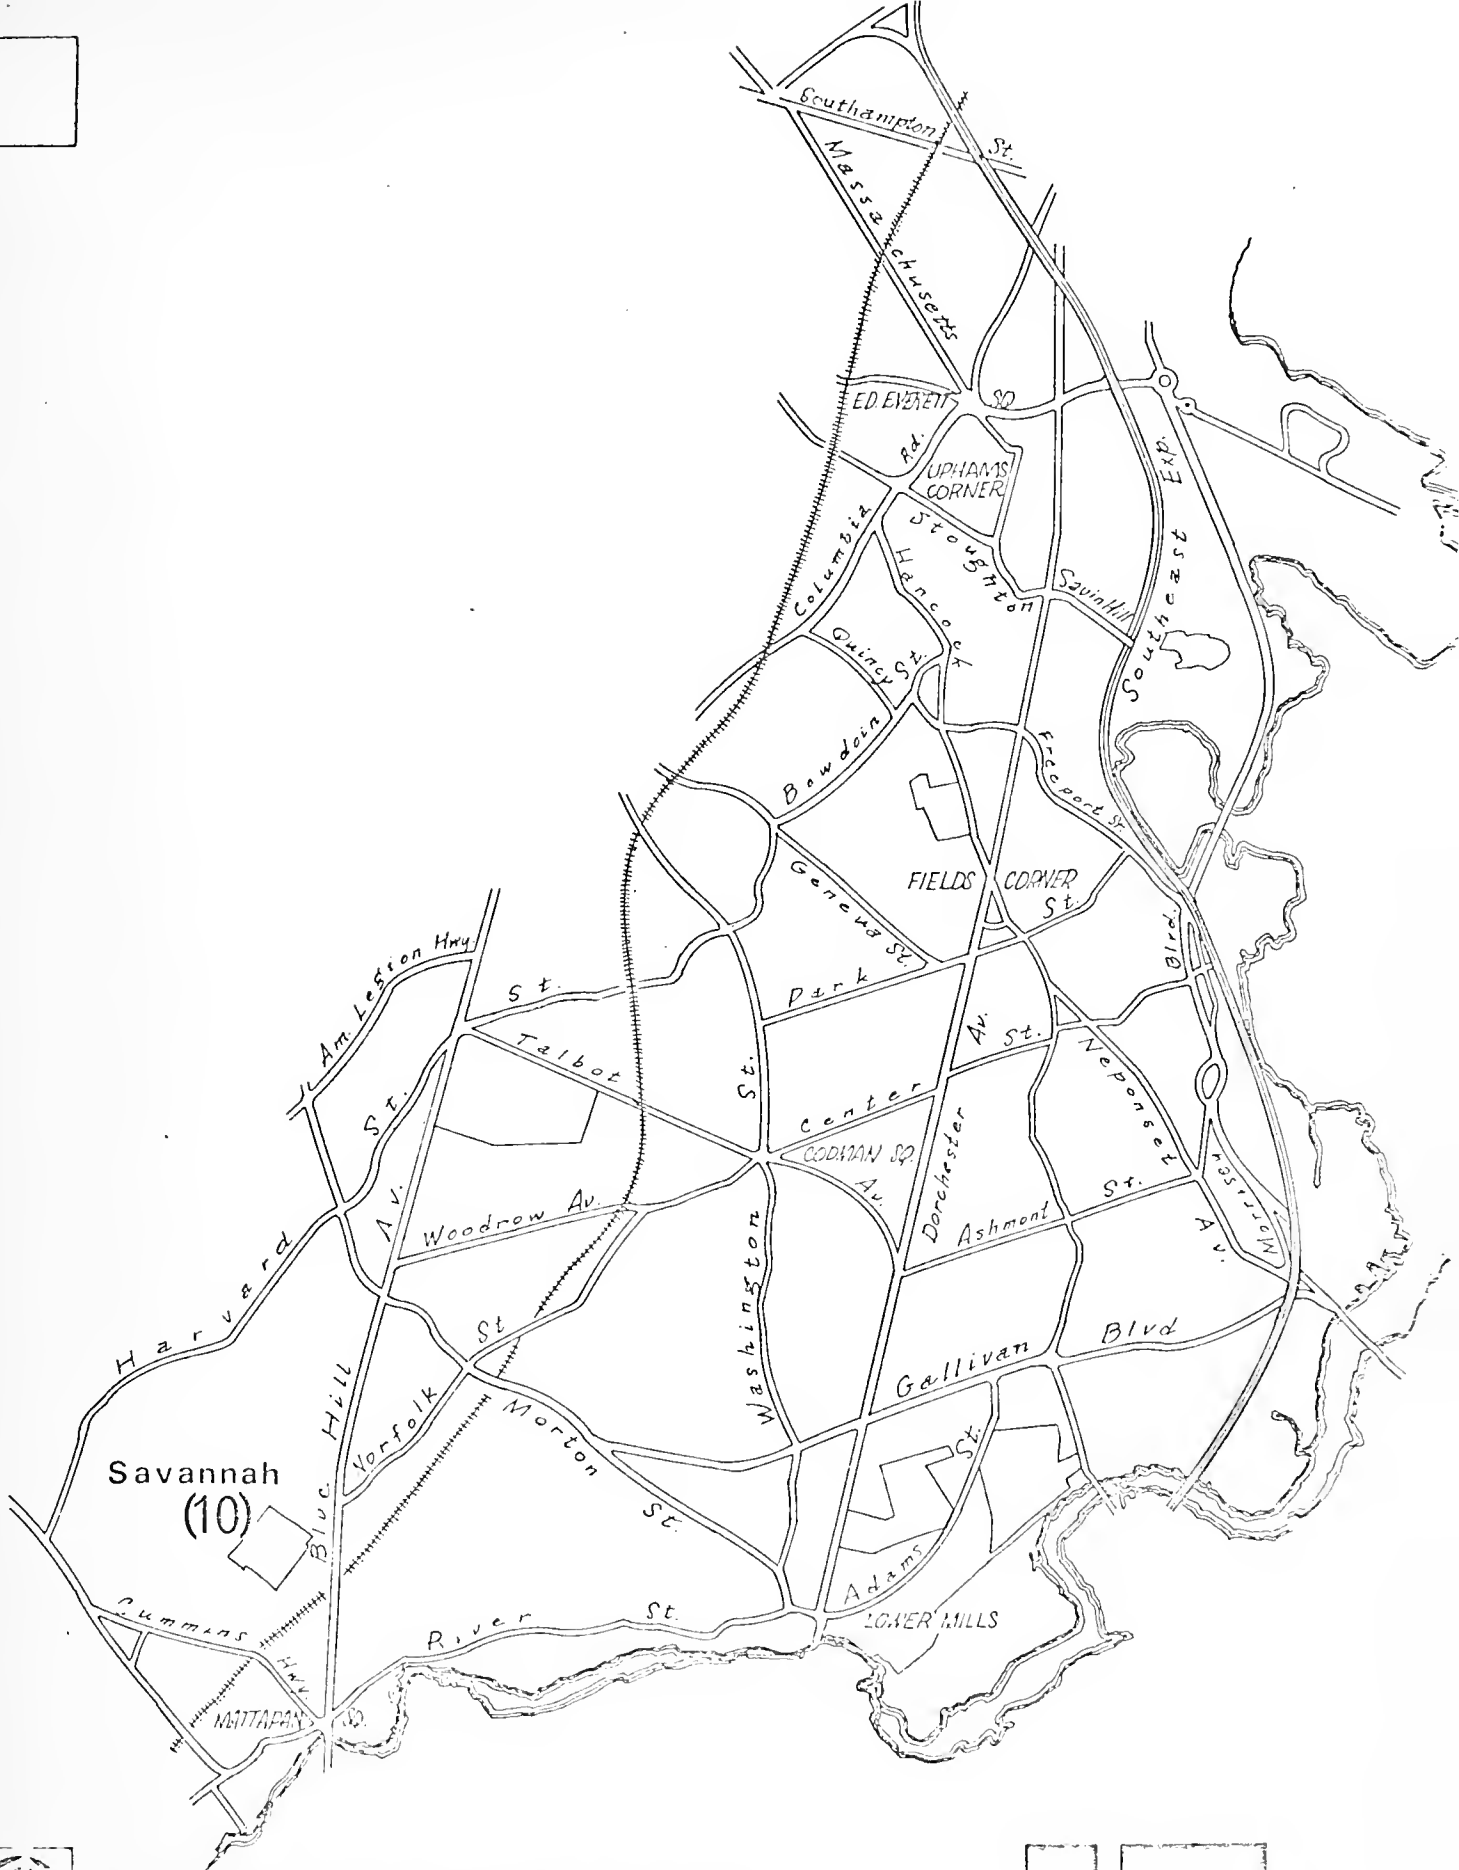 Southampton St.
Massachusetts
ED. EVERETT SQ.
Rd.
UPHAMS
CORNER
Columbia
Stoughton
Hancock
Savin Hill
Southeast Exp.
Quincy St.
Bowdoin
Freeport St.
Geneva St.
FIELDS CORNER
St.
Park
Blvd.
Am. Legion Hwy.
St.
Talbot
St.
Av.
St.
Neponset
Center
CODMAN SQ.
Av.
Dorchester
St.
Av.
Woodrow Av.
Ashmont St.
Morrissey
Av.
Harvard
Washington
St
Gallivan Blvd
Blue Hill
Norfolk
Morton
St.
Savannah
(10)
St.
Adams
Cummins
Hwy.
River St.
LOWER MILLS
MATTAPAN SQ.